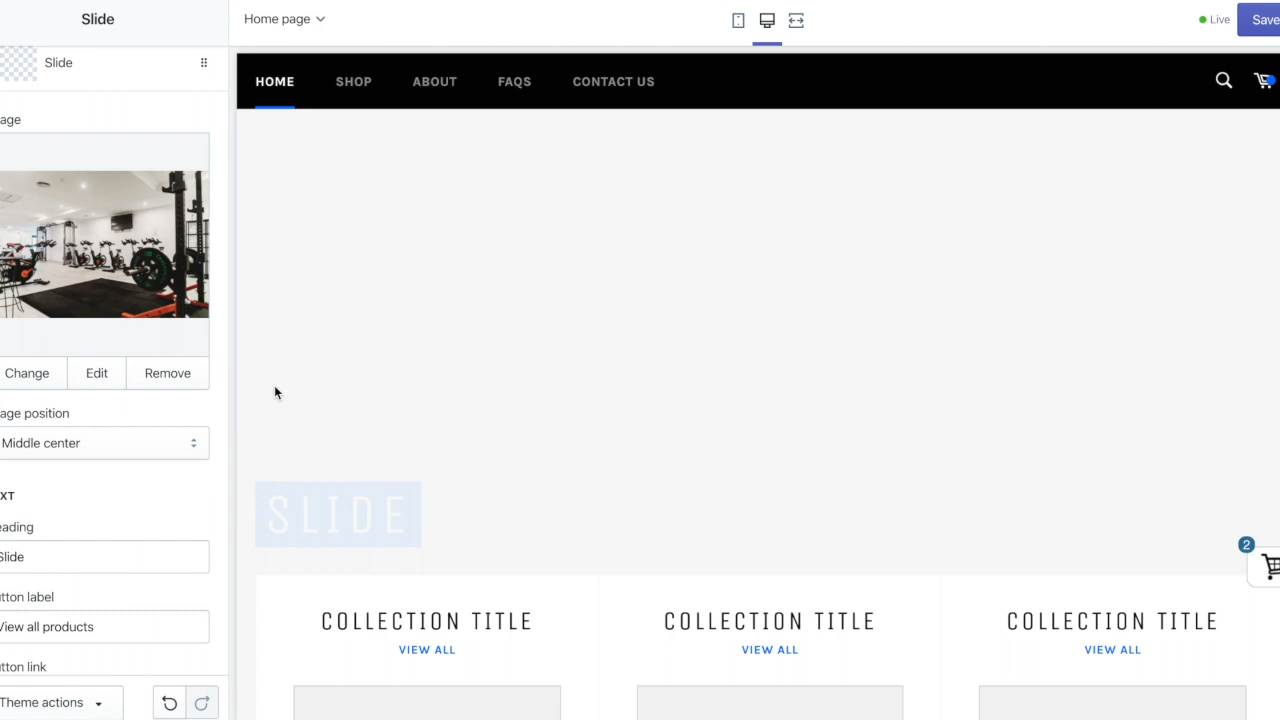 Slide
Home page
Live
Save
Slide
HOME
SHOP
ABOUT
FAQS
CONTACT US
age
Change
Edit
Remove
age position
Middle center
XT
eading
Slide
SLIDE
2
tton label
View all products
COLLECTION TITLE
COLLECTION TITLE
COLLECTION TITLE
VIEW ALL
VIEW ALL
VIEW ALL
tton link
Theme actions